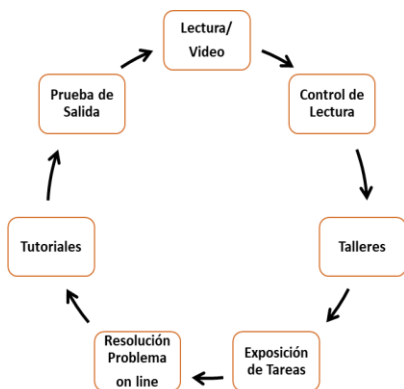 Lectura/
Video
Control de
Lectura
Talleres
Exposición
de Tareas
Resolución
Problema
on line
Tutoriales
Prueba de
Salida